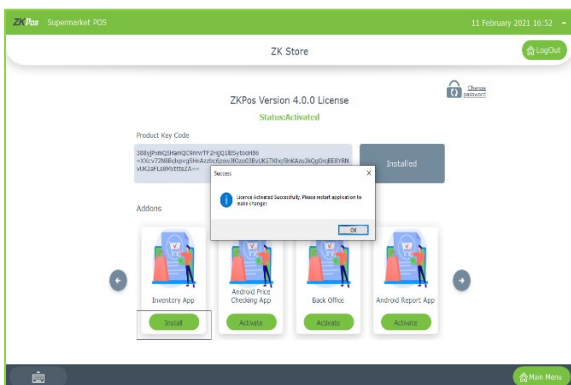 ZKPos Supermarket POS
11 February 2021 16:52
ZK Store
LogOut
Change
password
ZKPos Version 4.0.0 License
Status:Activated
Product Key Code
Installed
Success
X
License Activated Successfully, Please restart application to
make changes
OK
Addons
Inventory App
Android Price
Checking App
Back Office
Android Report App
Install
Activate
Activate
Activate
Main Menu